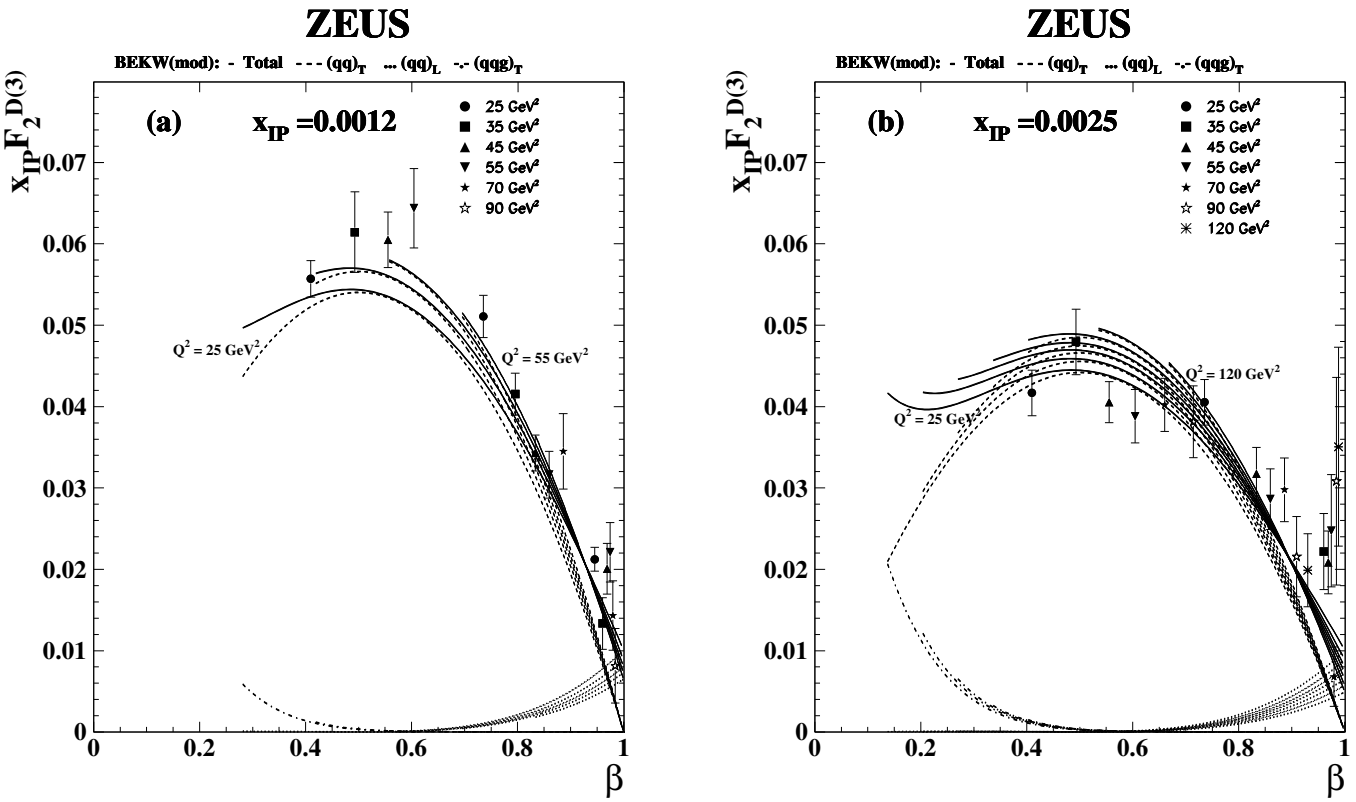 ZEUS
BEKW(mod): - Total --- (qq)T ... (qq)L -.- (qqg)T
(a) xIP =0.0012
25 GeV2
35 GeV2
45 GeV2
55 GeV2
70 GeV2
90 GeV2
xIPF2D(3)
0.07
0.06
0.05
0.04
0.03
0.02
0.01
0
Q2 = 25 GeV2
Q2 = 55 GeV2
0 0.2 0.4 0.6 0.8 1
β
ZEUS
BEKW(mod): - Total --- (qq)T ... (qq)L -.- (qqg)T
(b) xIP =0.0025
25 GeV2
35 GeV2
45 GeV2
55 GeV2
70 GeV2
90 GeV2
120 GeV2
xIPF2D(3)
0.07
0.06
0.05
0.04
0.03
0.02
0.01
0
Q2 = 120 GeV2
Q2 = 25 GeV2
0 0.2 0.4 0.6 0.8 1
β